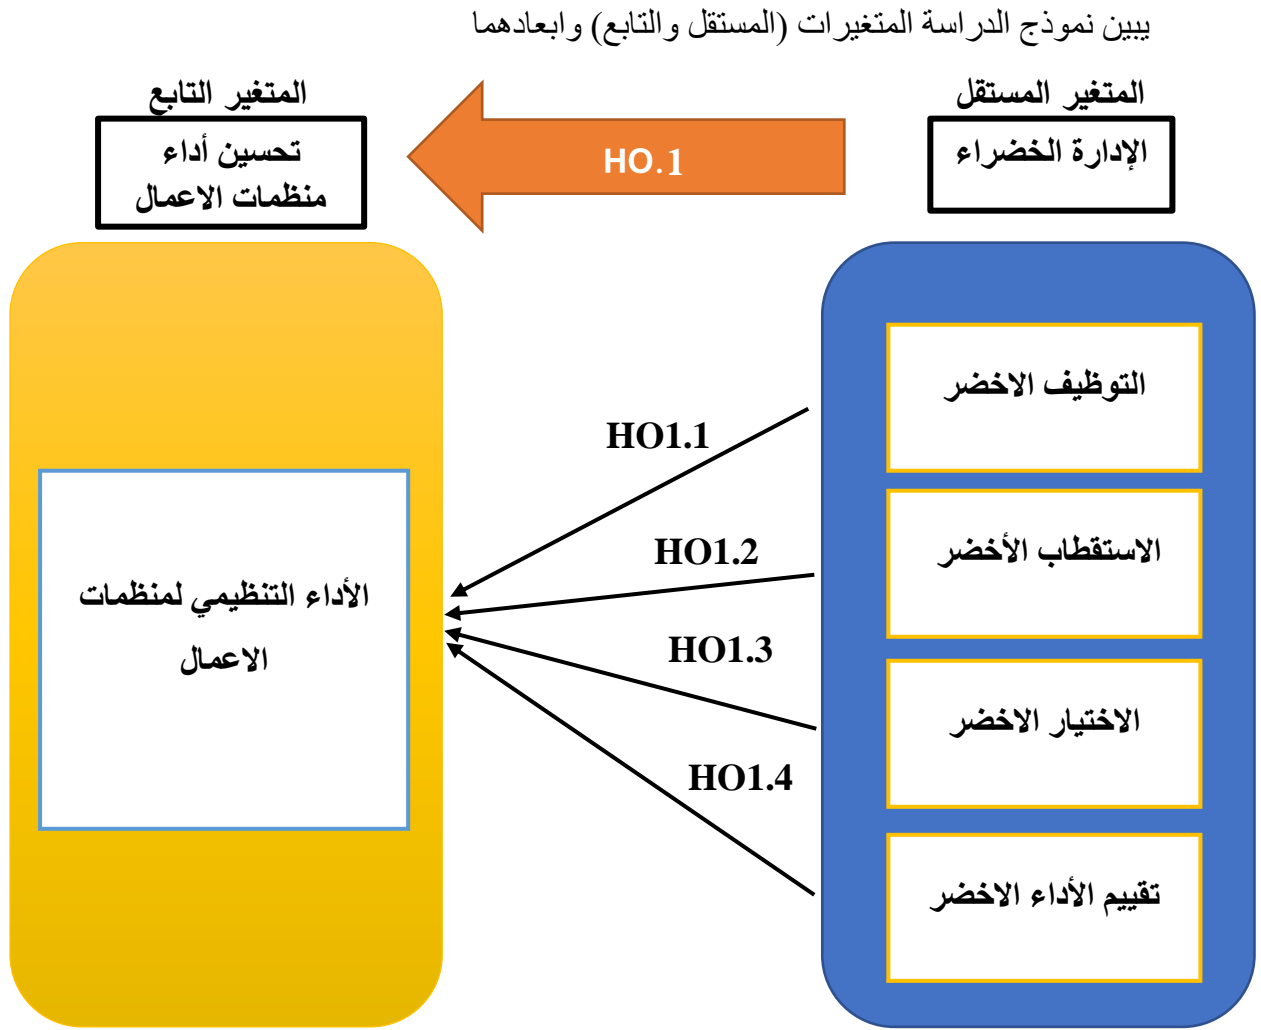 يبين نموذج الدراسة المتغيرات (المستقل والتابع) وابعادهما
المتغير المستقل
المتغير التابع
الإدارة الخضراء
HO.1
تحسين أداء
منظمات الاعمال
التوظيف الاخضر
HO1.1
الاستقطاب الأخضر
HO1.2
الاختيار الاخضر
HO1.3
تقييم الأداء الاخضر
HO1.4
الأداء التنظيمي لمنظمات
الاعمال